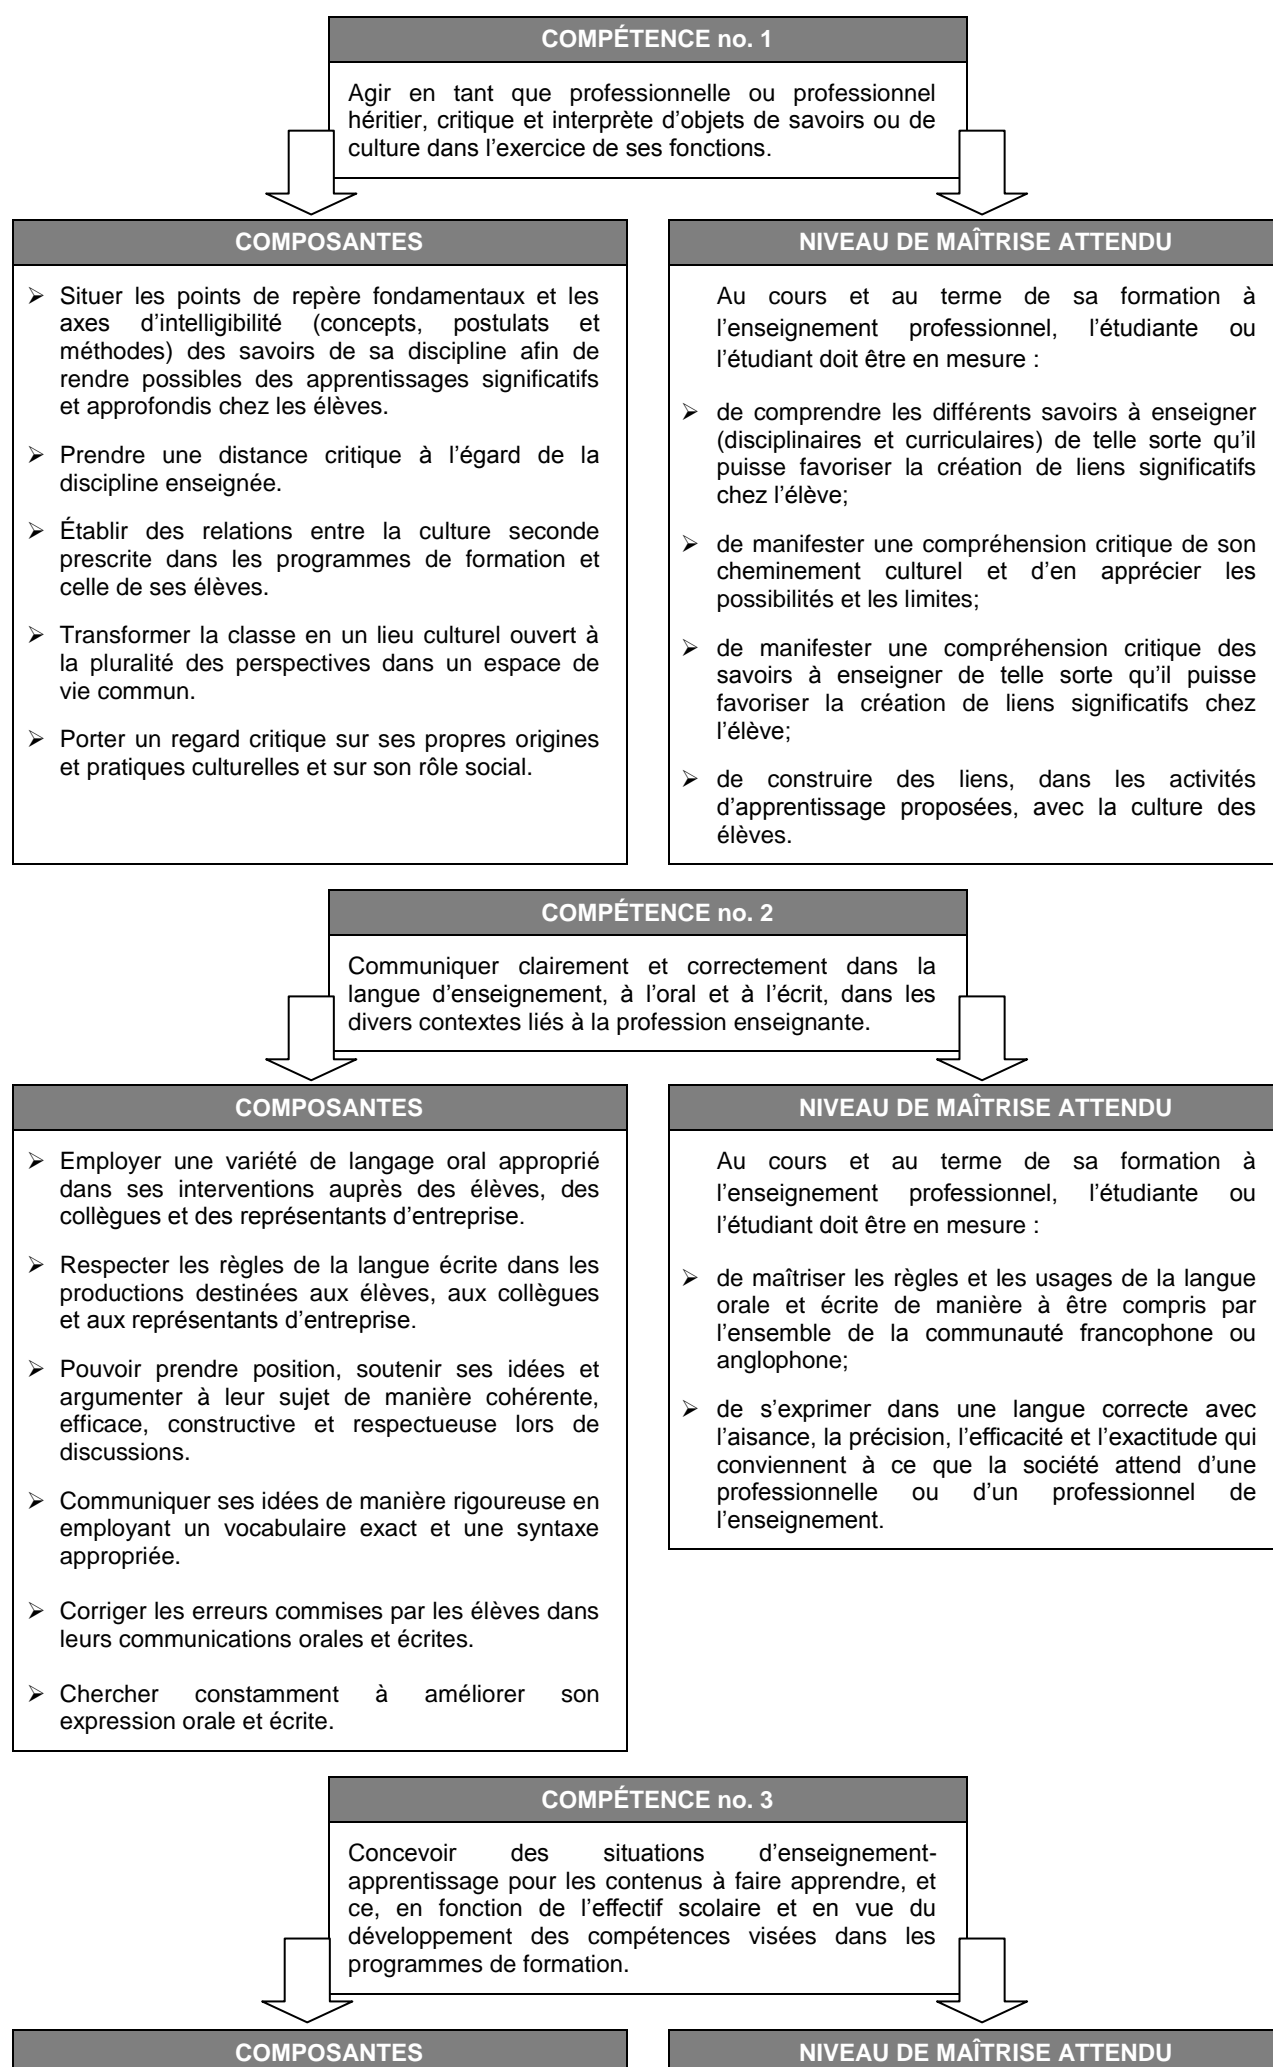 COMPÉTENCE no. 1
Agir en tant que professionnelle ou professionnel
héritier, critique et interprète d’objets de savoirs ou de
culture dans l’exercice de ses fonctions.
COMPOSANTES
➢ Situer les points de repère fondamentaux et les
axes d’intelligibilité (concepts, postulats et
méthodes) des savoirs de sa discipline afin de
rendre possibles des apprentissages significatifs
et approfondis chez les élèves.
➢ Prendre une distance critique à l’égard de la
discipline enseignée.
➢ Établir des relations entre la culture seconde
prescrite dans les programmes de formation et
celle de ses élèves.
➢ Transformer la classe en un lieu culturel ouvert à
la pluralité des perspectives dans un espace de
vie commun.
➢ Porter un regard critique sur ses propres origines
et pratiques culturelles et sur son rôle social.
NIVEAU DE MAÎTRISE ATTENDU
Au cours et au terme de sa formation à
l’enseignement professionnel, l’étudiante ou
l’étudiant doit être en mesure :
➢ de comprendre les différents savoirs à enseigner
(disciplinaires et curriculaires) de telle sorte qu’il
puisse favoriser la création de liens significatifs
chez l’élève;
➢ de manifester une compréhension critique de son
cheminement culturel et d’en apprécier les
possibilités et les limites;
➢ de manifester une compréhension critique des
savoirs à enseigner de telle sorte qu’il puisse
favoriser la création de liens significatifs chez
l’élève;
➢ de construire des liens, dans les activités
d’apprentissage proposées, avec la culture des
élèves.
COMPÉTENCE no. 2
Communiquer clairement et correctement dans la
langue d’enseignement, à l’oral et à l’écrit, dans les
divers contextes liés à la profession enseignante.
COMPOSANTES
➢ Employer une variété de langage oral approprié
dans ses interventions auprès des élèves, des
collègues et des représentants d’entreprise.
➢ Respecter les règles de la langue écrite dans les
productions destinées aux élèves, aux collègues
et aux représentants d’entreprise.
➢ Pouvoir prendre position, soutenir ses idées et
argumenter à leur sujet de manière cohérente,
efficace, constructive et respectueuse lors de
discussions.
➢ Communiquer ses idées de manière rigoureuse en
employant un vocabulaire exact et une syntaxe
appropriée.
➢ Corriger les erreurs commises par les élèves dans
leurs communications orales et écrites.
➢ Chercher constamment à améliorer son
expression orale et écrite.
NIVEAU DE MAÎTRISE ATTENDU
Au cours et au terme de sa formation à
l’enseignement professionnel, l’étudiante ou
l’étudiant doit être en mesure :
➢ de maîtriser les règles et les usages de la langue
orale et écrite de manière à être compris par
l’ensemble de la communauté francophone ou
anglophone;
➢ de s’exprimer dans une langue correcte avec
l’aisance, la précision, l’efficacité et l’exactitude qui
conviennent à ce que la société attend d’une
professionnelle ou d’un professionnel de
l’enseignement.
COMPÉTENCE no. 3
Concevoir des situations d’enseignement-
apprentissage pour les contenus à faire apprendre, et
ce, en fonction de l’effectif scolaire et en vue du
développement des compétences visées dans les
programmes de formation.
COMPOSANTES
NIVEAU DE MAÎTRISE ATTENDU